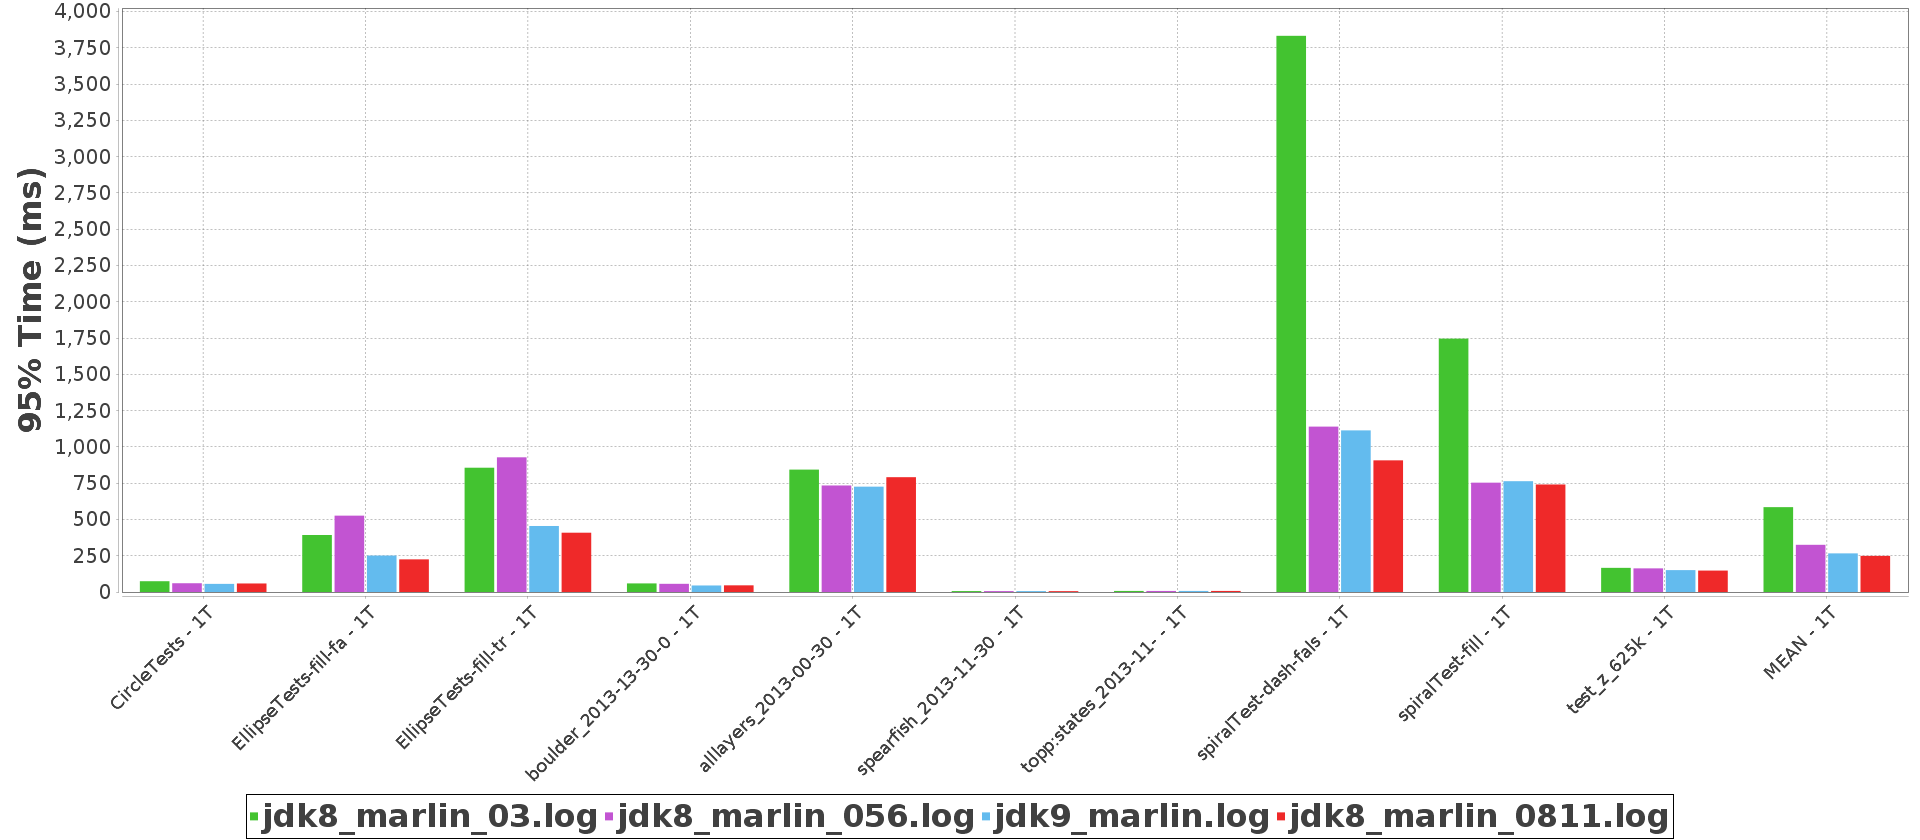 4,000
3,750
3,500
3,250
3,000
2,750
2,500
2,250
2,000
1,750
1,500
1,250
1,000
750
500
250
0
95% Time (ms)
CircleTests - 1T
EllipseTests-fill-fa - 1T
EllipseTests-fill-tr - 1T
boulder_2013-13-30-0 - 1T
alllayers_2013-00-30 - 1T
spearfish_2013-11-30 - 1T
topp:states_2013-11- - 1T
spiralTest-dash-fals - 1T
spiralTest-fill - 1T
test_z_625k - 1T
MEAN - 1T
jdk8_marlin_03.log jdk8_marlin_056.log jdk9_marlin.log jdk8_marlin_0811.log